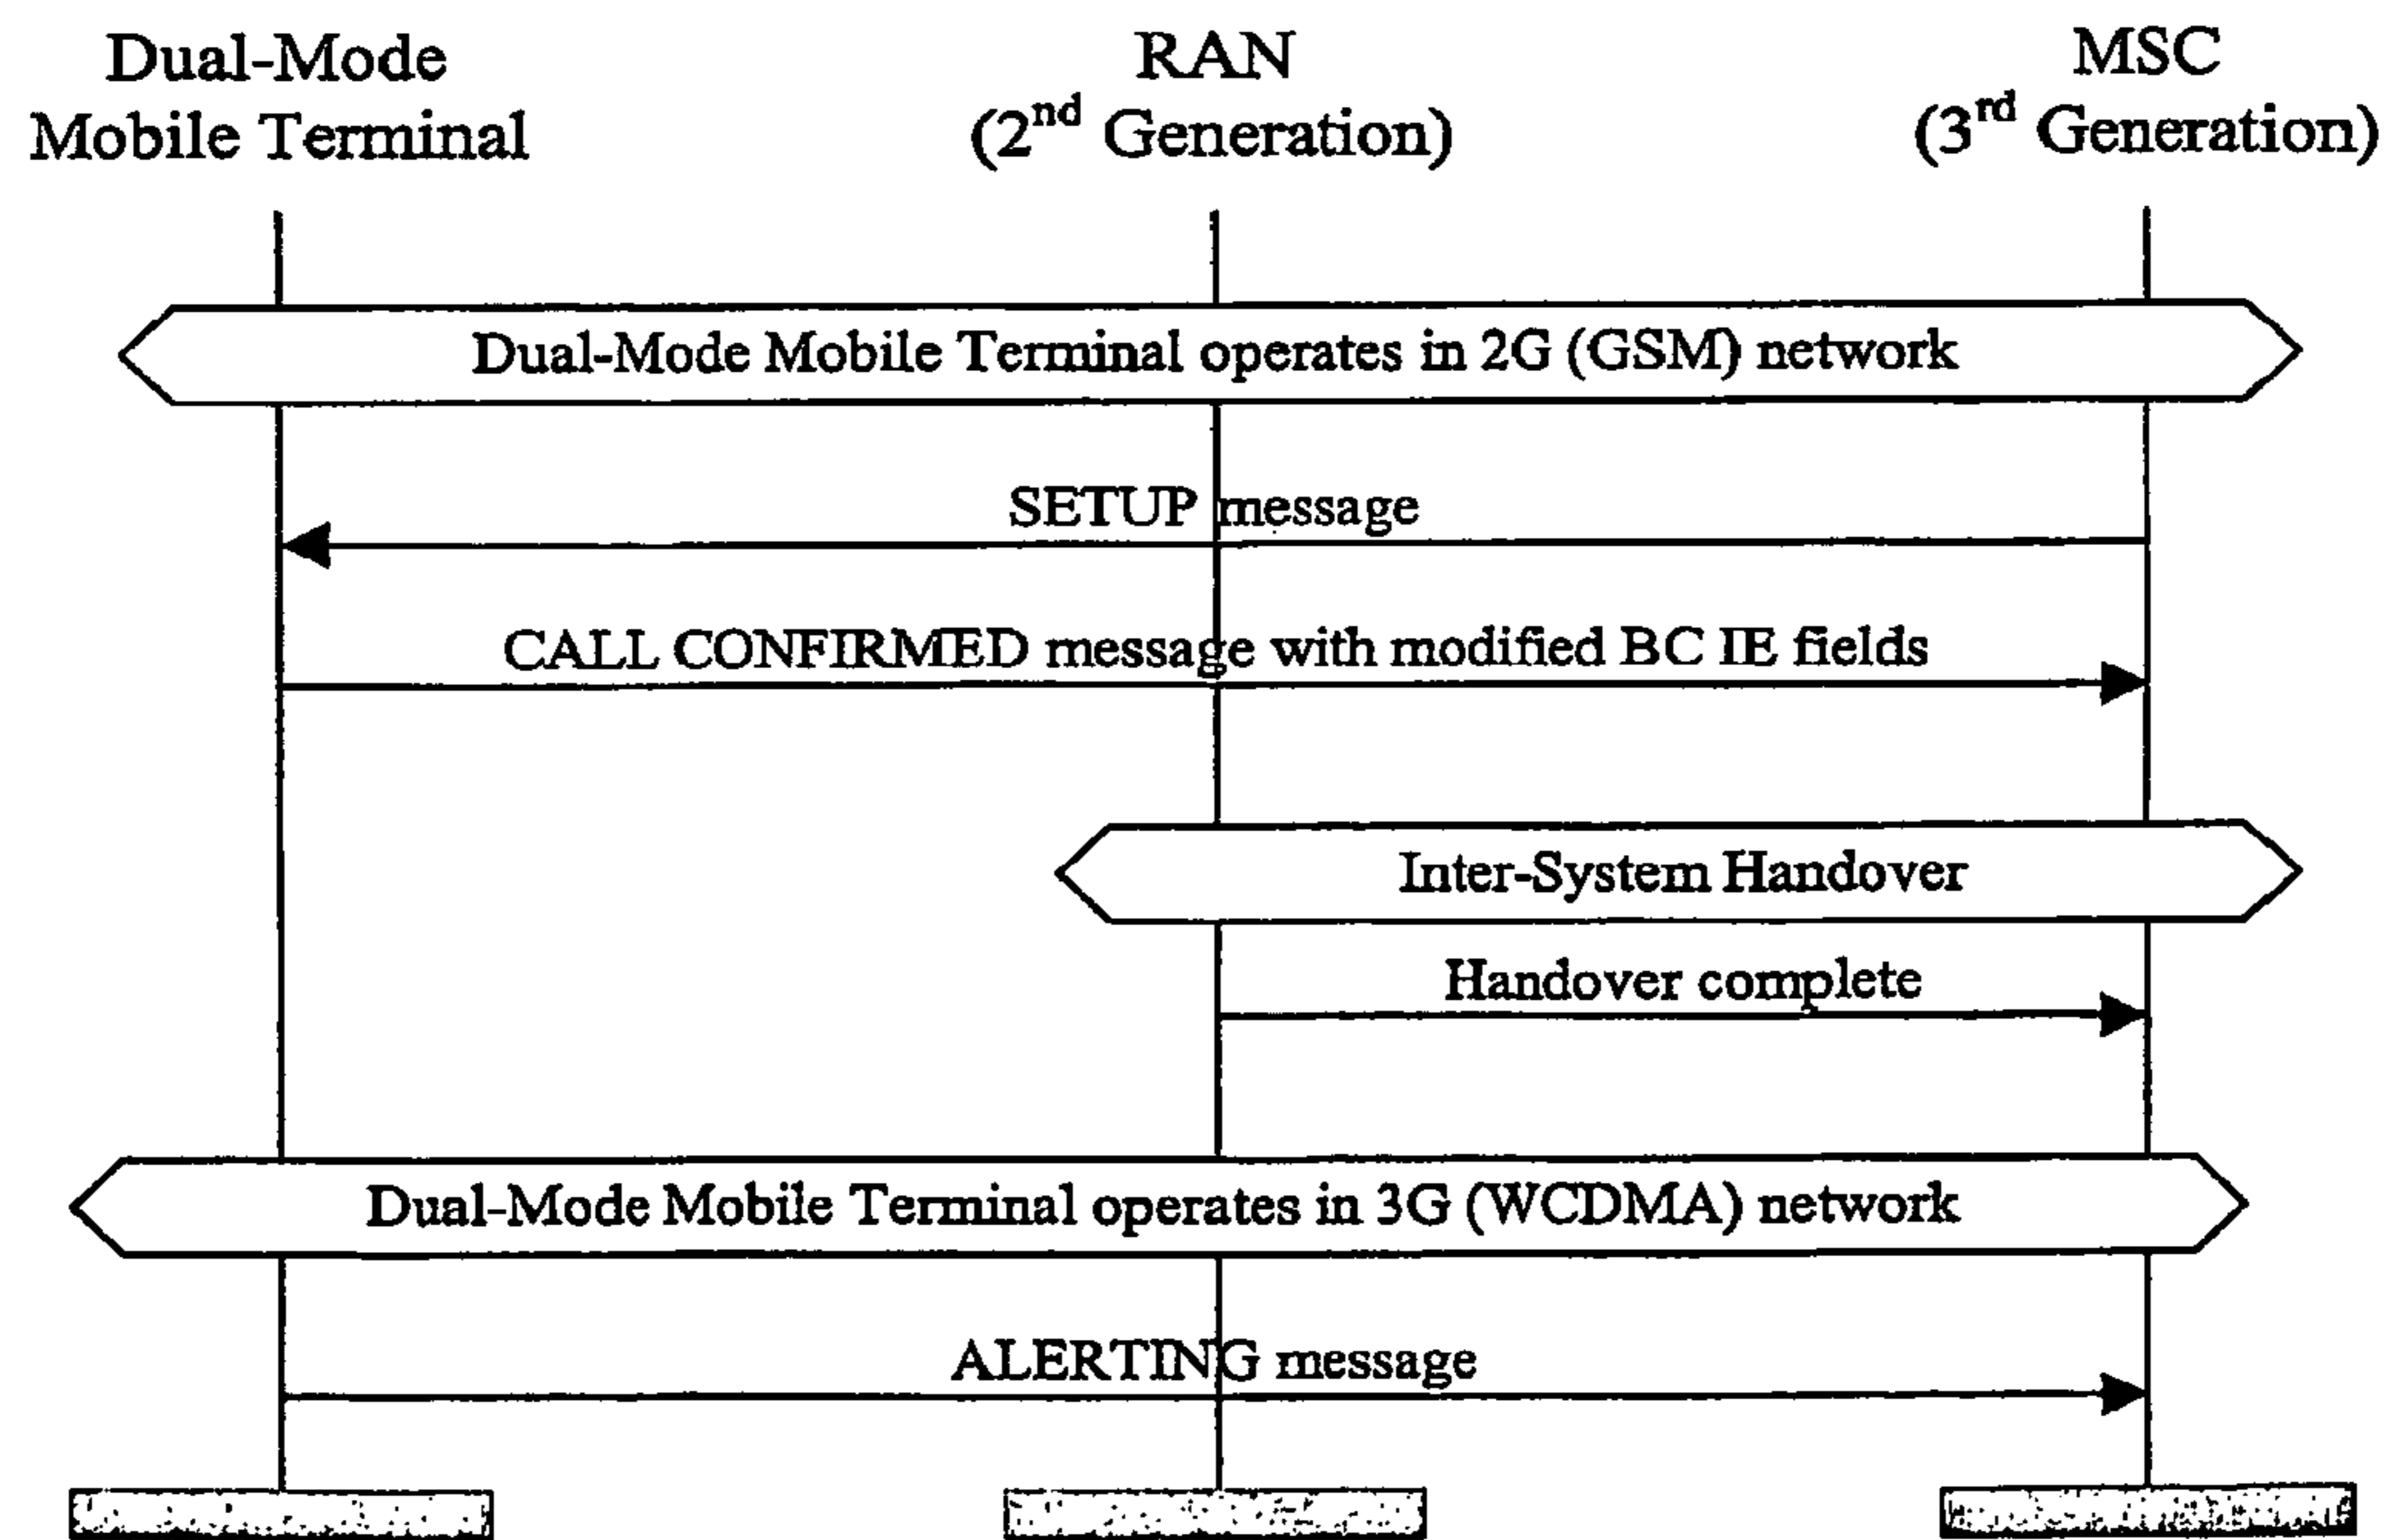 Dual-Mode
Mobile Terminal
RAN
(2nd Generation)
MSC
(3rd Generation)
Dual-Mode Mobile Terminal operates in 2G (GSM) network
SETUP message
CALL CONFIRMED message with modified BC IE fields
Inter-System Handover
Handover complete
Dual-Mode Mobile Terminal operates in 3G (WCDMA) network
ALERTING message